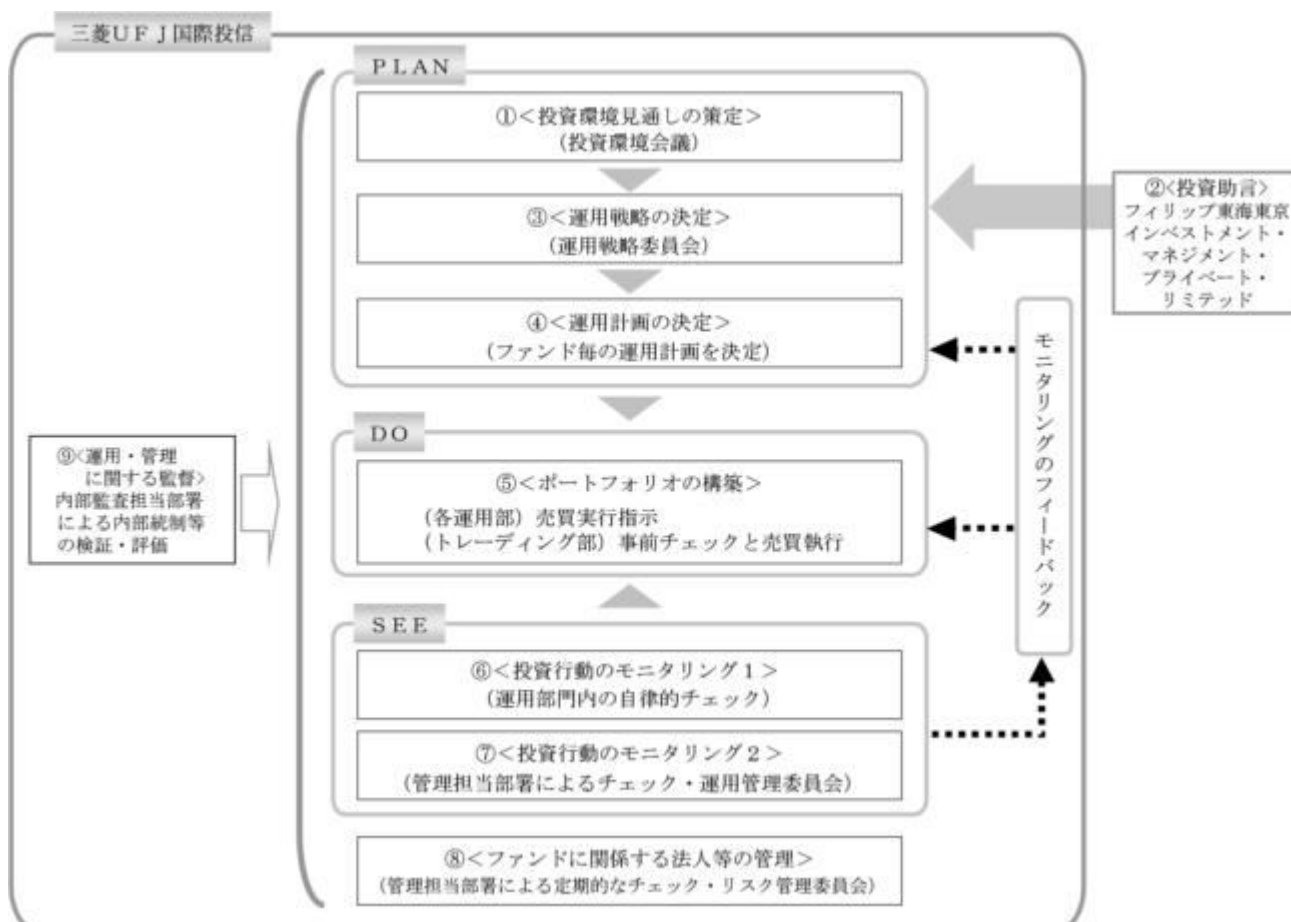 三菱UFJ国際投信
PLAN
①<投資環境見通しの策定>
(投資環境会議)
③<運用戦略の決定>
(運用戦略委員会)
④<運用計画の決定>
(ファンド毎の運用計画を決定)
②<投資助言>
フィリップ東海東京
インベストメント・
マネジメント・
プライベート・
リミテッド
モニタリングのフィードバック
DO
⑤<ポートフォリオの構築>
(各運用部)売買実行指示
(トレーディング部)事前チェックと売買執行
⑨<運用・管理
に関する監督>
内部監査担当部署
による内部統制等
の検証・評価
SEE
⑥<投資行動のモニタリング1>
(運用部門内の自律的チェック)
⑦<投資行動のモニタリング2>
(管理担当部署によるチェック・運用管理委員会)
⑧<ファンドに関係する法人等の管理>
(管理担当部署による定期的なチェック・リスク管理委員会)